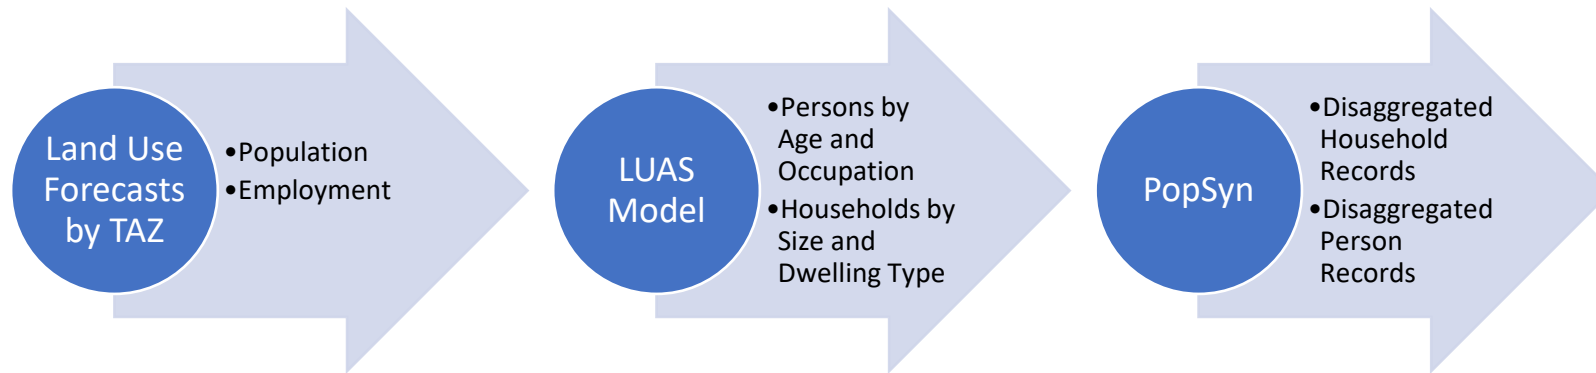 Land Use
Forecasts
by TAZ
•Population
•Employment
LUAS
Model
•Persons by
Age and
Occupation
•Households by
Size and
Dwelling Type
PopSyn
•Disaggregated
Household
Records
•Disaggregated
Person
Records